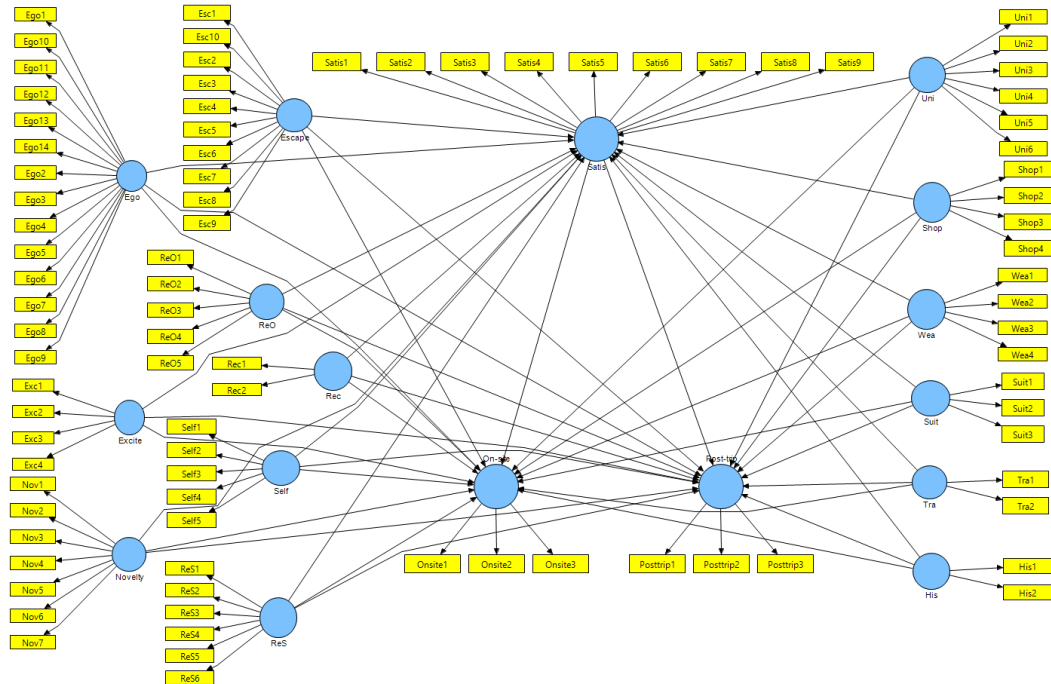 Ego1
Ego10
Ego11
Ego12
Ego13
Ego14
Ego2
Ego3
Ego4
Ego5
Ego6
Ego7
Ego8
Ego9
Ego
Esc1
Esc10
Esc2
Esc3
Esc4
Esc5
Esc6
Esc7
Esc8
Esc9
Escape
Satis1
Satis2
Satis3
Satis4
Satis5
Satis6
Satis7
Satis8
Satis9
Satis
Uni1
Uni2
Uni3
Uni4
Uni5
Uni6
Uni
Shop1
Shop2
Shop3
Shop4
Shop
ReO1
ReO2
ReO3
ReO4
ReO5
ReO
Wea1
Wea2
Wea3
Wea4
Wea
Rec1
Rec2
Rec
Exc1
Exc2
Exc3
Exc4
Excite
Suit1
Suit2
Suit3
Suit
Self1
Self2
Self3
Self4
Self5
Self
On-site
Post-trip
Tra1
Tra2
Tra
Nov1
Nov2
Nov3
Nov4
Nov5
Nov6
Nov7
Novelty
Onsite1
Onsite2
Onsite3
Posttrip1
Posttrip2
Posttrip3
His1
His2
His
ReS1
ReS2
ReS3
ReS4
ReS5
ReS6
ReS